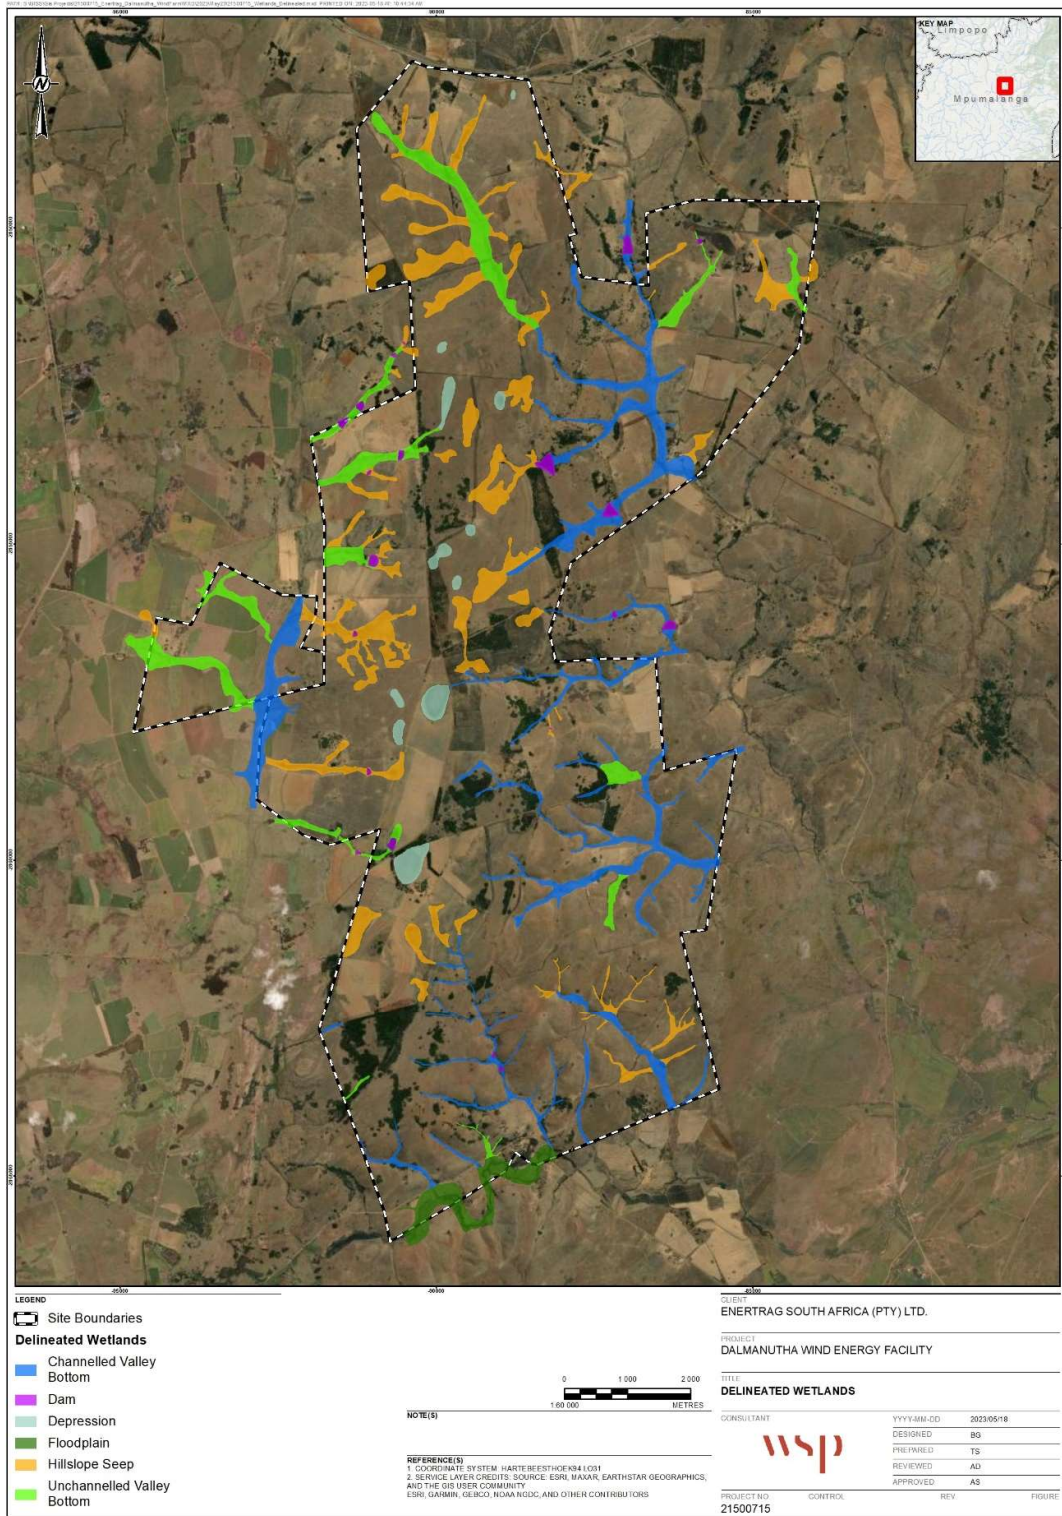 KEY MAP
Limpopo
Mpumalanga
N
LEGEND
Site Boundaries
Delineated Wetlands
Channelled Valley
Bottom
Dam
Depression
Floodplain
Hillslope Seep
Unchannelled Valley
Bottom
0 1 000 2 000
1:60 000 METRES
NOTE(S)
REFERENCE(S)
1. COORDINATE SYSTEM: HARTEBEESTHOEK94 LO31
2. SERVICE LAYER CREDITS: SOURCE: ESRI, MAXAR, EARTHSTAR GEOGRAPHICS,
AND THE GIS USER COMMUNITY
ESRI, GARMIN, GEBCO, NOAA NGDC, AND OTHER CONTRIBUTORS
CLIENT
ENERTRAG SOUTH AFRICA (PTY) LTD.
PROJECT
DALMANUTHA WIND ENERGY FACILITY
TITLE
DELINEATED WETLANDS
CONSULTANT
wsp
YYYY-MM-DD 2023/05/18
DESIGNED BG
PREPARED TS
REVIEWED AD
APPROVED AS
PROJECT NO. CONTROL REV. FIGURE
21500715